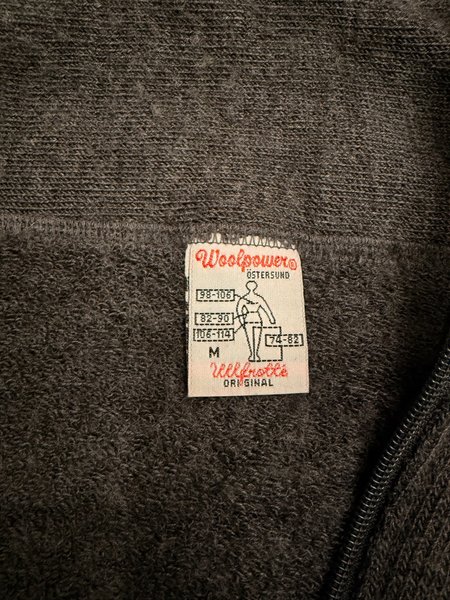 Woolpower®
ÖSTERSUND
98-106
82-90
106-114
74-82
M
Ullfrotté
ORIGINAL